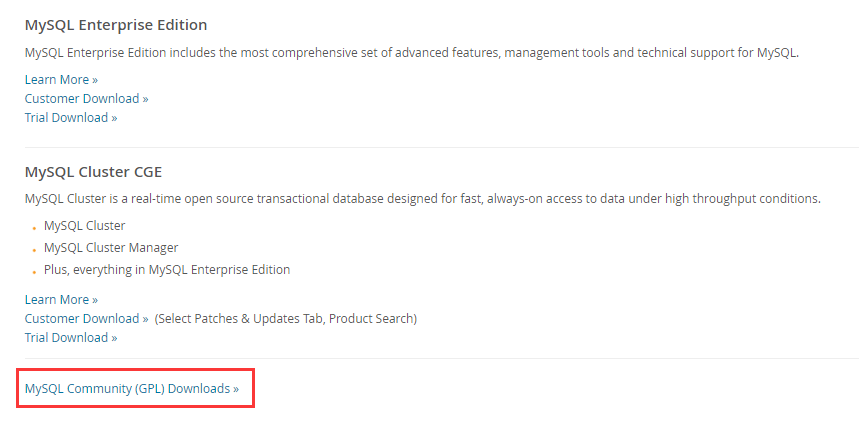 MySQL Enterprise Edition
MySQL Enterprise Edition includes the most comprehensive set of advanced features, management tools and technical support for MySQL.
Learn More »
Customer Download »
Trial Download »
MySQL Cluster CGE
MySQL Cluster is a real-time open source transactional database designed for fast, always-on access to data under high throughput conditions.
• MySQL Cluster
• MySQL Cluster Manager
• Plus, everything in MySQL Enterprise Edition
Learn More »
Customer Download » (Select Patches & Updates Tab, Product Search)
Trial Download »
MySQL Community (GPL) Downloads »